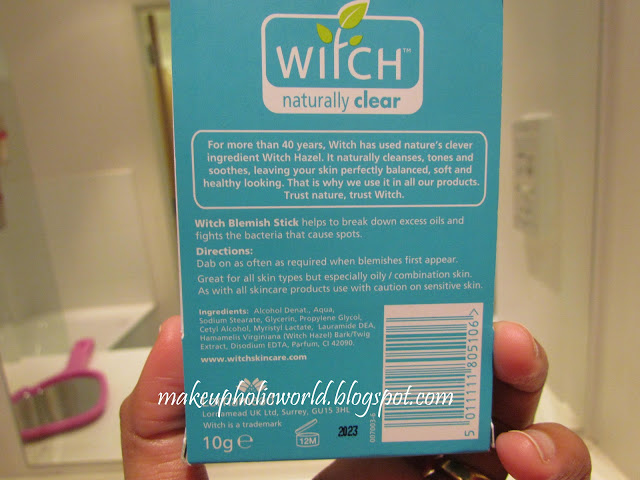 WITCH™
naturally clear
For more than 40 years, Witch has used nature's clever
ingredient Witch Hazel. It naturally cleanses, tones and
soothes, leaving your skin perfectly balanced, soft and
healthy looking. That is why we use it in all our products.
Trust nature, trust Witch.
Witch Blemish Stick helps to break down excess oils and
fights the bacteria that cause spots.
Directions:
Dab on as often as required when blemishes first appear.
Great for all skin types but especially oily / combination skin.
As with all skincare products use with caution on sensitive skin.
Ingredients: Alcohol Denat., Aqua,
Sodium Stearate, Glycerin, Propylene Glycol,
Cetyl Alcohol, Myristyl Lactate, Lauramide DEA,
Hamamelis Virginiana (Witch Hazel) Bark/Twig
Extract, Disodium EDTA, Parfum, CI 42090.
www.witchskincare.com
makeupholicworld.blogspot.com
Lornamead UK Ltd, Surrey, GU15 3HL
Witch is a trademark
10g e
12M
2023
5 011111 805106 >